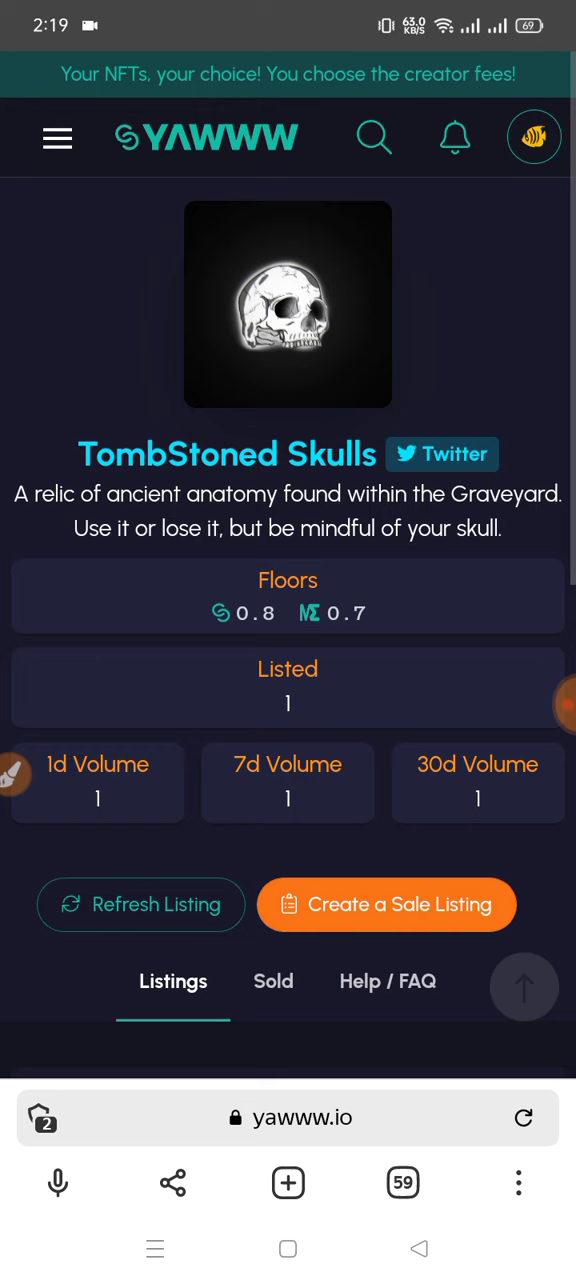 2:19 63.0 KB/S 69
Your NFTs, your choice! You choose the creator fees!
YAWWW
TombStoned Skulls Twitter
A relic of ancient anatomy found within the Graveyard.
Use it or lose it, but be mindful of your skull.
Floors
0.8 ME 0.7
Listed
1
1d Volume 7d Volume 30d Volume
1 1 1
Refresh Listing Create a Sale Listing
Listings Sold Help / FAQ
2 yawww.io
59